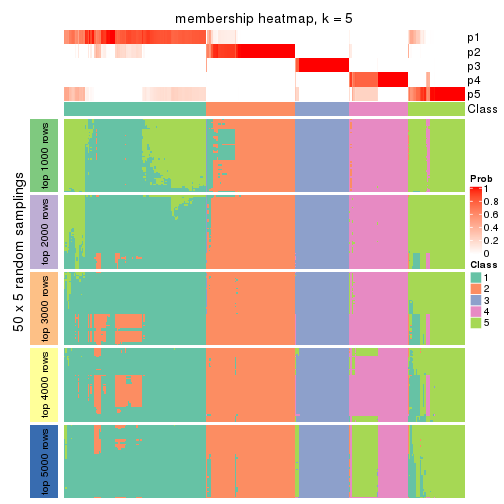 membership heatmap, k = 5
p1
p2
p3
p4
p5
Class
50 x 5 random samplings
top 1000 rows
top 2000 rows
top 3000 rows
top 4000 rows
top 5000 rows
Prob
1
0.8
0.6
0.4
0.2
0
Class
1
2
3
4
5